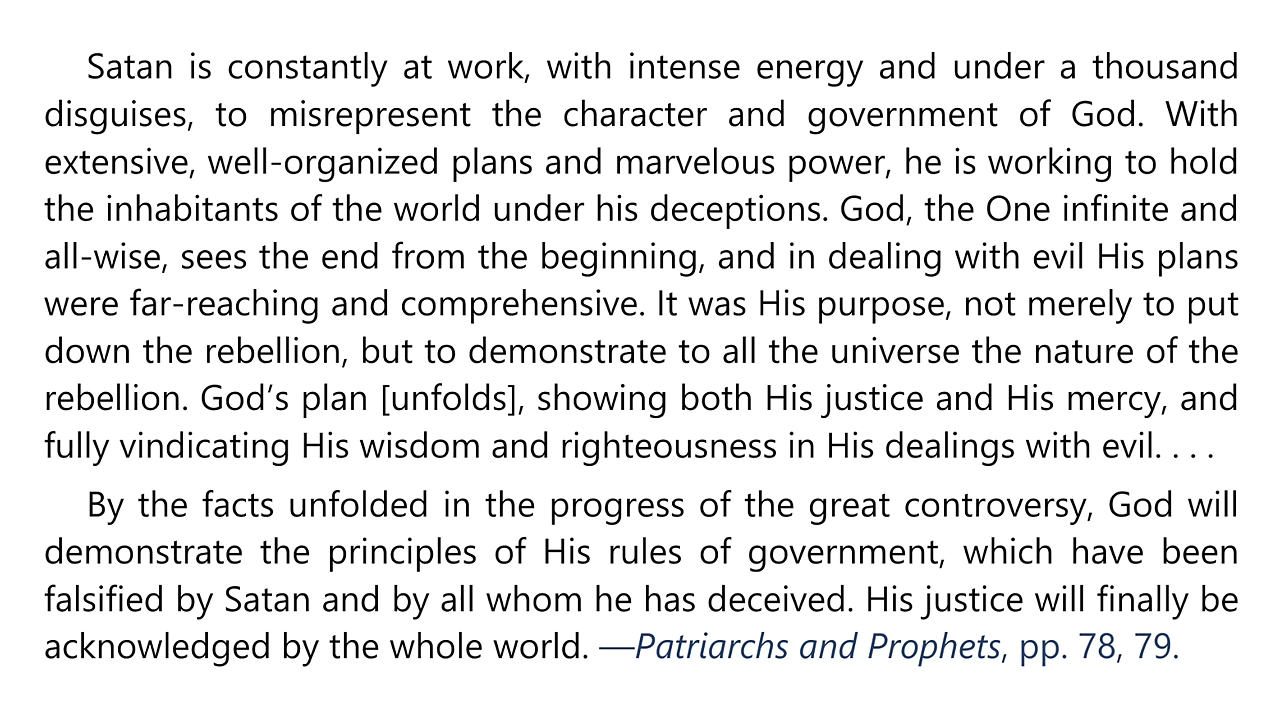 Satan is constantly at work, with intense energy and under a thousand
disguises, to misrepresent the character and government of God. With
extensive, well-organized plans and marvelous power, he is working to hold
the inhabitants of the world under his deceptions. God, the One infinite and
all-wise, sees the end from the beginning, and in dealing with evil His plans
were far-reaching and comprehensive. It was His purpose, not merely to put
down the rebellion, but to demonstrate to all the universe the nature of the
rebellion. God’s plan [unfolds], showing both His justice and His mercy, and
fully vindicating His wisdom and righteousness in His dealings with evil. . . .
By the facts unfolded in the progress of the great controversy, God will
demonstrate the principles of His rules of government, which have been
falsified by Satan and by all whom he has deceived. His justice will finally be
acknowledged by the whole world. —Patriarchs and Prophets, pp. 78, 79.